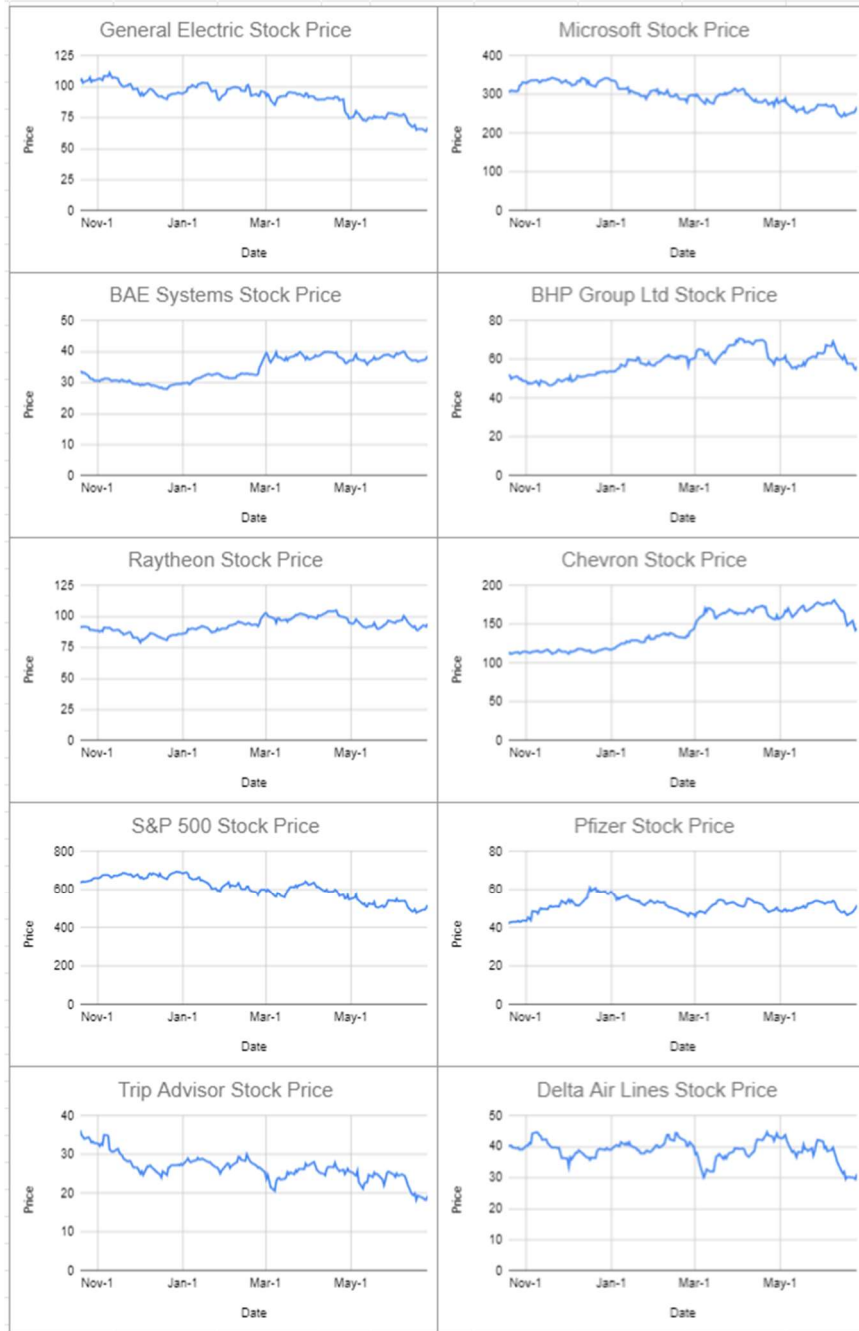 General Electric Stock Price
125
100
75
50
25
0
Price
Nov-1 Jan-1 Mar-1 May-1
Date
Microsoft Stock Price
400
300
200
100
0
Price
Nov-1 Jan-1 Mar-1 May-1
Date
BAE Systems Stock Price
50
40
30
20
10
0
Price
Nov-1 Jan-1 Mar-1 May-1
Date
BHP Group Ltd Stock Price
80
60
40
20
0
Price
Nov-1 Jan-1 Mar-1 May-1
Date
Raytheon Stock Price
125
100
75
50
25
0
Price
Nov-1 Jan-1 Mar-1 May-1
Date
Chevron Stock Price
200
150
100
50
0
Price
Nov-1 Jan-1 Mar-1 May-1
Date
S&P 500 Stock Price
800
600
400
200
0
Price
Nov-1 Jan-1 Mar-1 May-1
Date
Pfizer Stock Price
80
60
40
20
0
Price
Nov-1 Jan-1 Mar-1 May-1
Date
Trip Advisor Stock Price
40
30
20
10
0
Price
Nov-1 Jan-1 Mar-1 May-1
Date
Delta Air Lines Stock Price
50
40
30
20
10
0
Price
Nov-1 Jan-1 Mar-1 May-1
Date